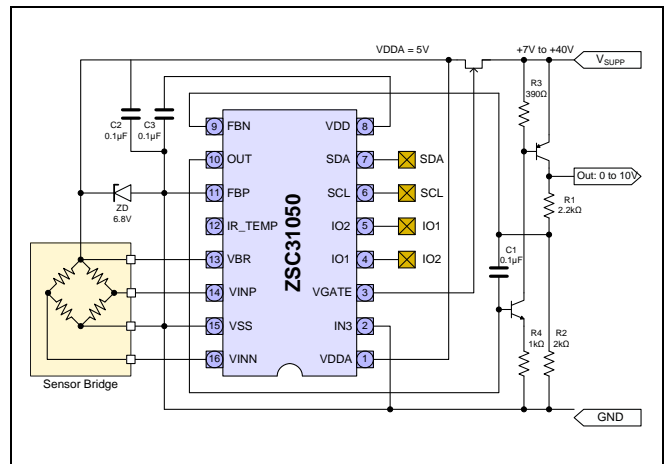 VDDA = 5V
+7V to +40V
VSUPP
R3
390Ω
C2
0.1µF
C3
0.1µF
9 FBN
VDD 8
10 OUT
SDA 7
SDA
11 FBP
SCL 6
SCL
12 IR_TEMP
IO2 5
IO1
13 VBR
IO1 4
IO2
14 VINP
VGATE 3
15 VSS
IN3 2
16 VINN
VDDA 1
ZSC31050
ZD
6.8V
Out: 0 to 10V
R1
2.2kΩ
C1
0.1µF
R4
1kΩ
R2
2kΩ
Sensor Bridge
GND